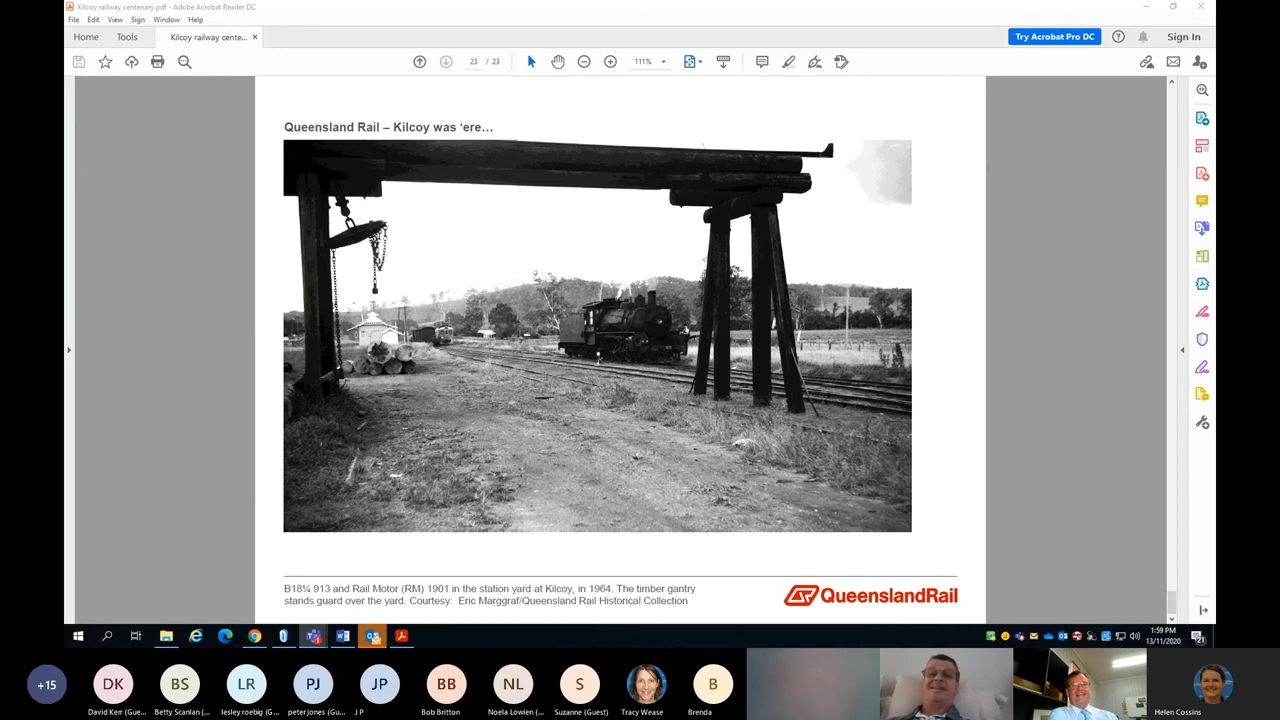 Kilcoy railway centenary.pdf - Adobe Acrobat Reader DC
File Edit View Sign Window Help
Home Tools Kilcoy railway cente... Try Acrobat Pro DC Sign In
23 / 23 111%
Queensland Rail – Kilcoy was ‘ere…
B18¼ 913 and Rail Motor (RM) 1901 in the station yard at Kilcoy, in 1964. The timber gantry
stands guard over the yard. Courtesy: Eric Marggraf/Queensland Rail Historical Collection
QueenslandRail
1:59 PM
13/11/2020
21
+15 DK BS LR PJ JP BB NL S B
David Kerr (Gue... Betty Scanlan (... lesley roebig (G... peter jones (Gu... J P Bob Britton Noela Lowien (... Suzanne (Guest) Tracy Wease Brenda Helen Cossins